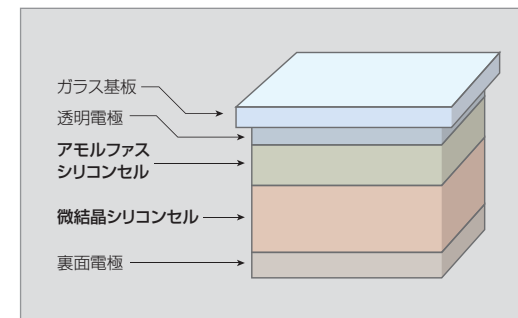 ガラス基板
透明電極
アモルファス
シリコンセル
微結晶シリコンセル
裏面電極